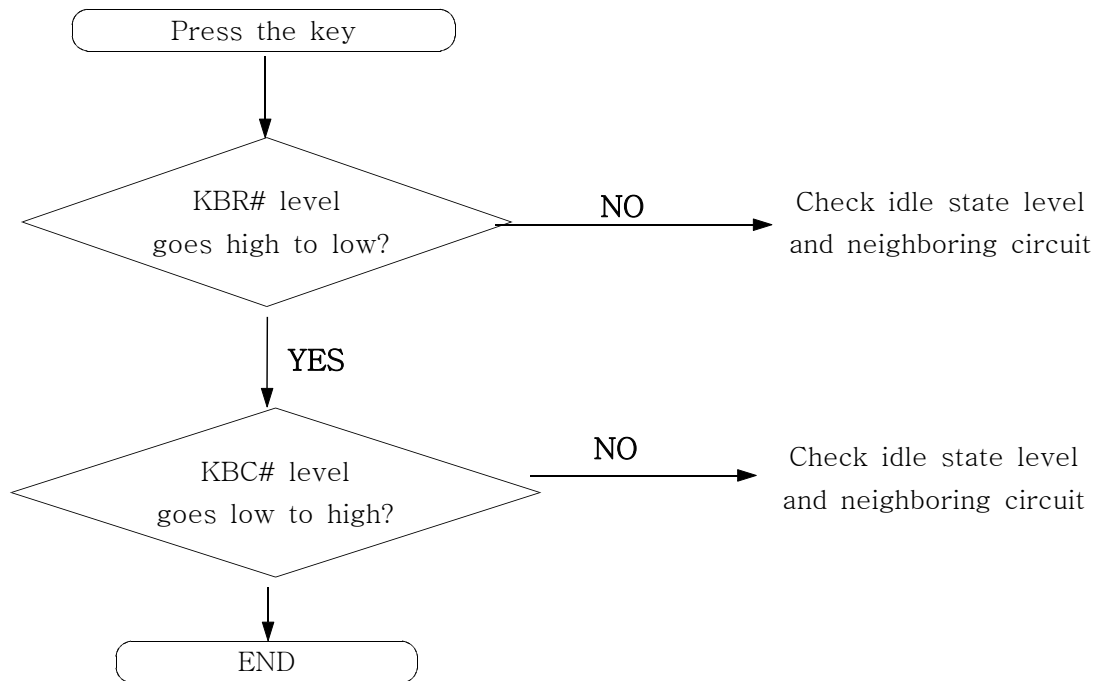 Press the key
KBR# level
goes high to low?
NO
Check idle state level
and neighboring circuit
YES
KBC# level
goes low to high?
NO
Check idle state level
and neighboring circuit
END